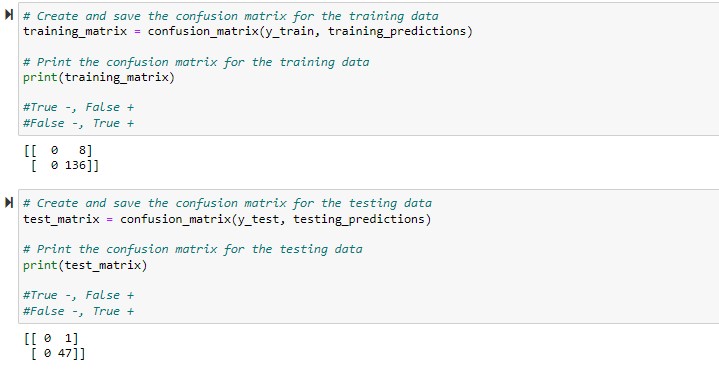 # Create and save the confusion matrix for the training data
training_matrix = confusion_matrix(y_train, training_predictions)
# Print the confusion matrix for the training data
print(training_matrix)
#True -, False +
#False -, True +
[[  0   8]
 [  0 136]]
# Create and save the confusion matrix for the testing data
test_matrix = confusion_matrix(y_test, testing_predictions)
# Print the confusion matrix for the testing data
print(test_matrix)
#True -, False +
#False -, True +
[[ 0  1]
 [ 0 47]]